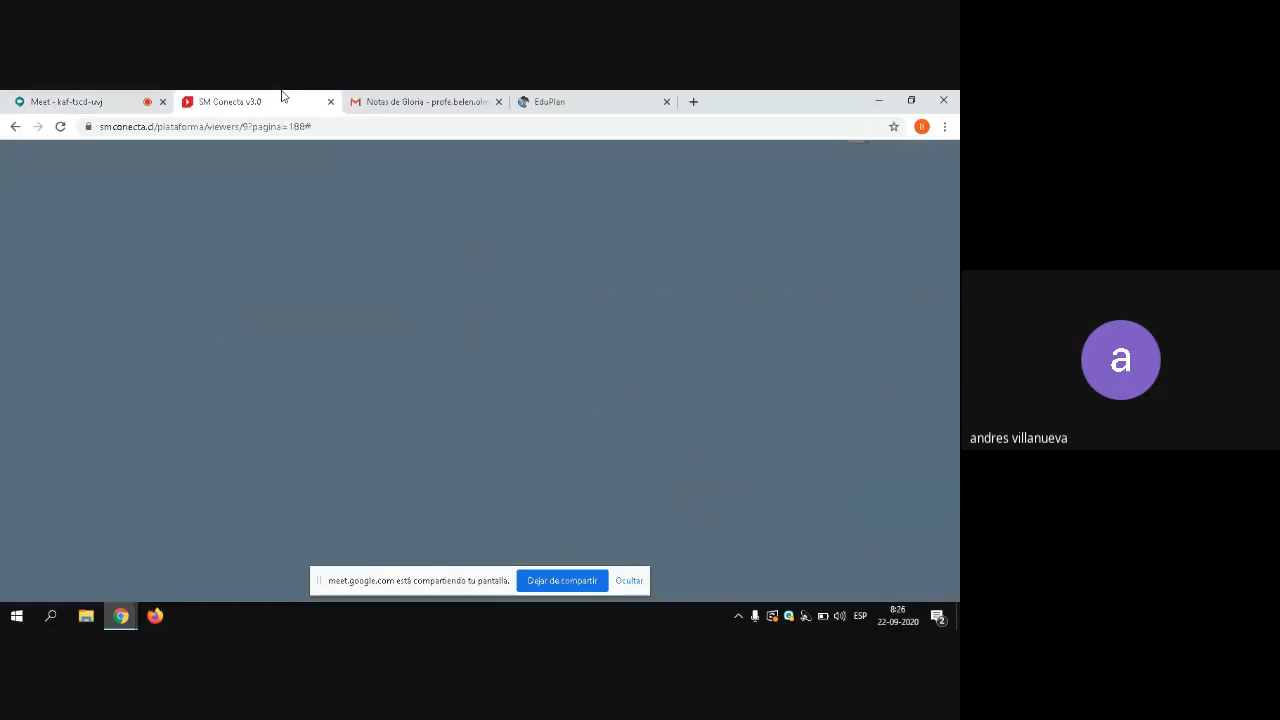 Meet - kaf-tscd-uvj
SM Conecta v3.0
Notas de Gloria - profe.belen.olm
EduPlan
smconecta.cl/plataforma/viewers/9?pagina=188#
B
a
andres villanueva
meet.google.com está compartiendo tu pantalla.
Dejar de compartir
Ocultar
ESP
8:26
22-09-2020
2